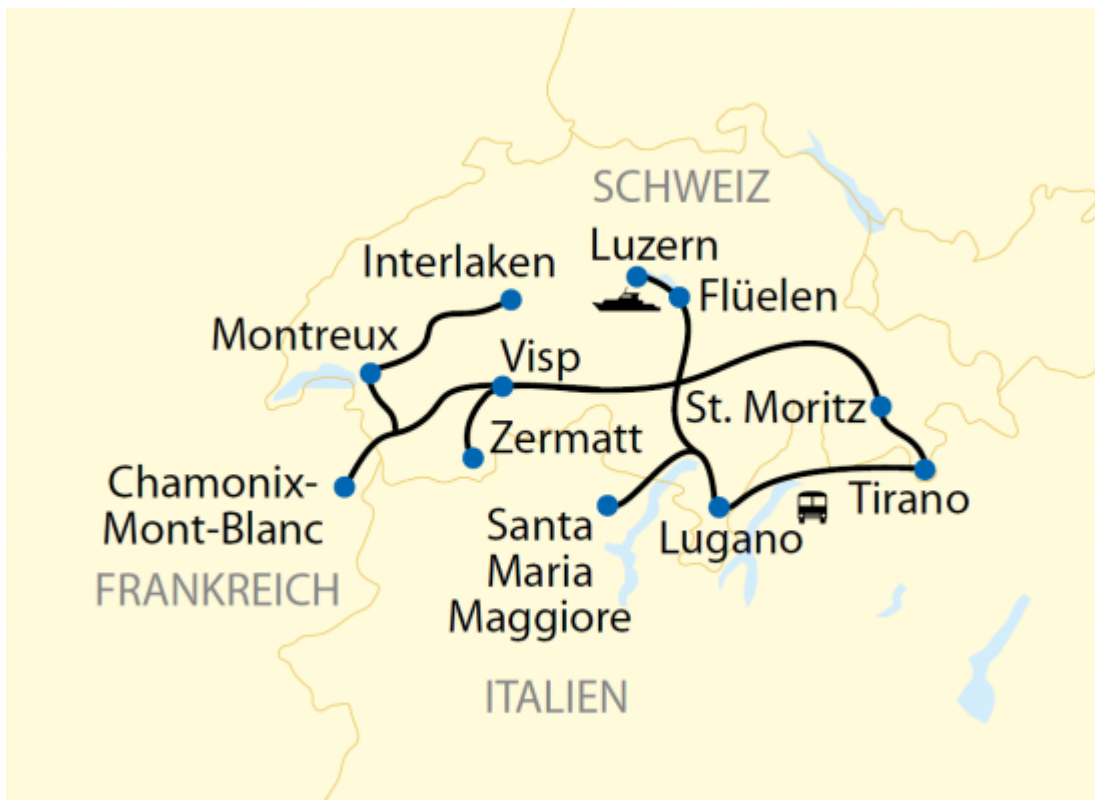 SCHWEIZ
Luzern
Interlaken
Flüelen
Montreux
Visp
St. Moritz
Zermatt
Chamonix-
Mont-Blanc
Tirano
Santa
Maria
Maggiore
Lugano
FRANKREICH
ITALIEN